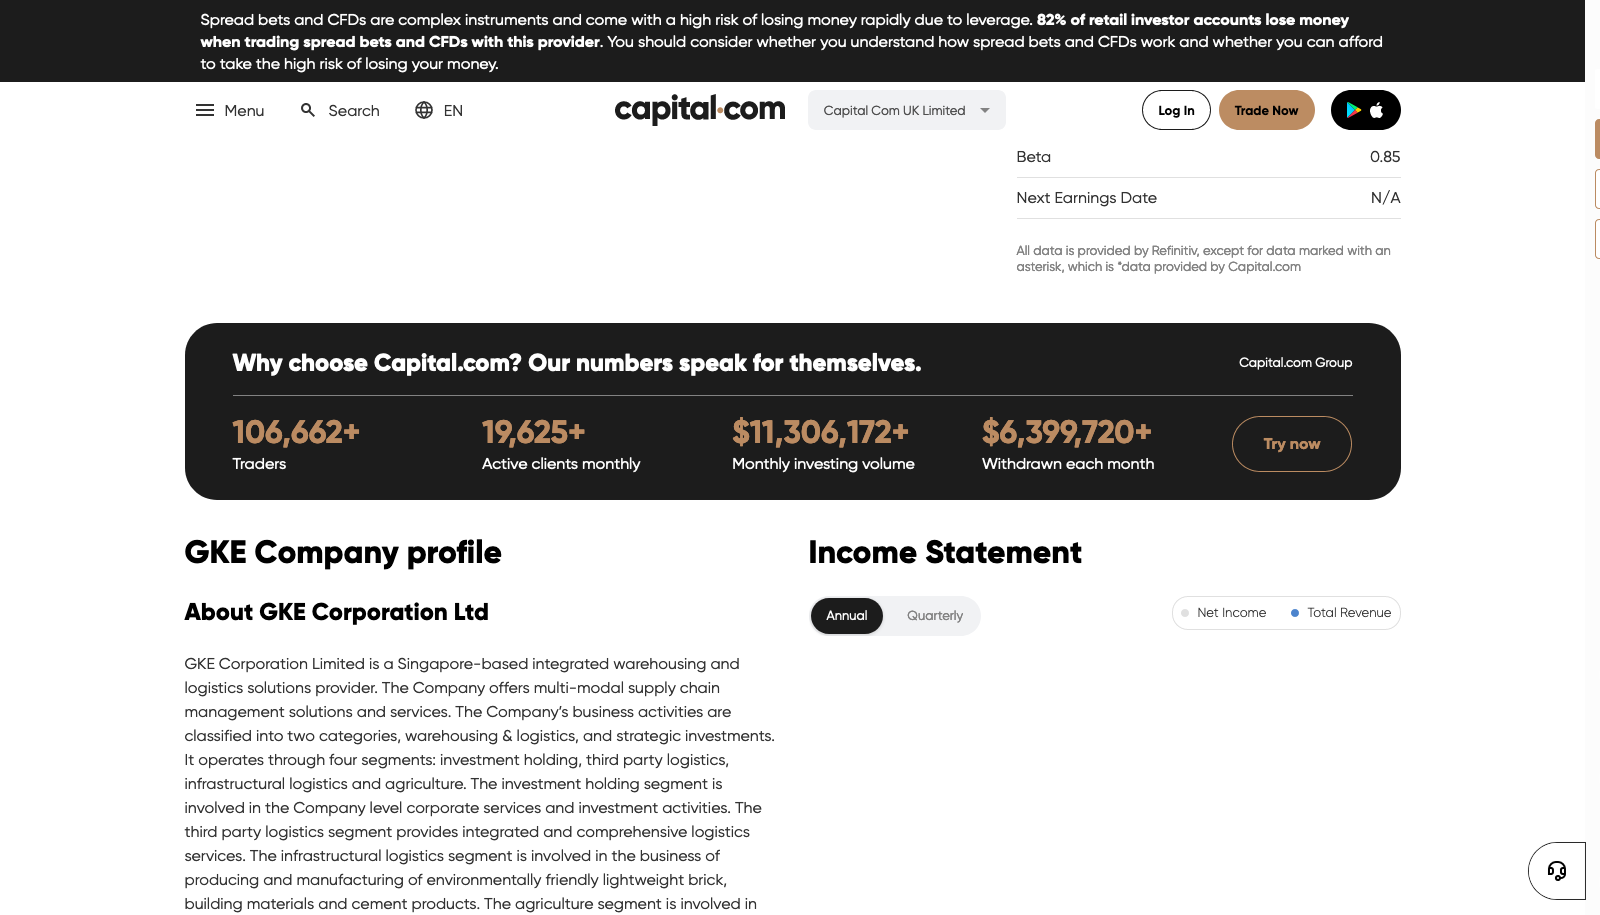 Spread bets and CFDs are complex instruments and come with a high risk of losing money rapidly due to leverage. 82% of retail investor accounts lose money
when trading spread bets and CFDs with this provider. You should consider whether you understand how spread bets and CFDs work and whether you can afford
to take the high risk of losing your money.
Menu Search EN capital.com Capital Com UK Limited Log In Trade Now
Beta 0.85
Next Earnings Date N/A
All data is provided by Refinitiv, except for data marked with an
asterisk, which is *data provided by Capital.com
Why choose Capital.com? Our numbers speak for themselves. Capital.com Group
106,662+ 19,625+ $11,306,172+ $6,399,720+
Traders Active clients monthly Monthly investing volume Withdrawn each month
Try now
GKE Company profile
About GKE Corporation Ltd
GKE Corporation Limited is a Singapore-based integrated warehousing and
logistics solutions provider. The Company offers multi-modal supply chain
management solutions and services. The Company's business activities are
classified into two categories, warehousing & logistics, and strategic investments.
It operates through four segments: investment holding, third party logistics,
infrastructural logistics and agriculture. The investment holding segment is
involved in the Company level corporate services and investment activities. The
third party logistics segment provides integrated and comprehensive logistics
services. The infrastructural logistics segment is involved in the business of
producing and manufacturing of environmentally friendly lightweight brick,
building materials and cement products. The agriculture segment is involved in
Income Statement
Annual Quarterly Net Income Total Revenue